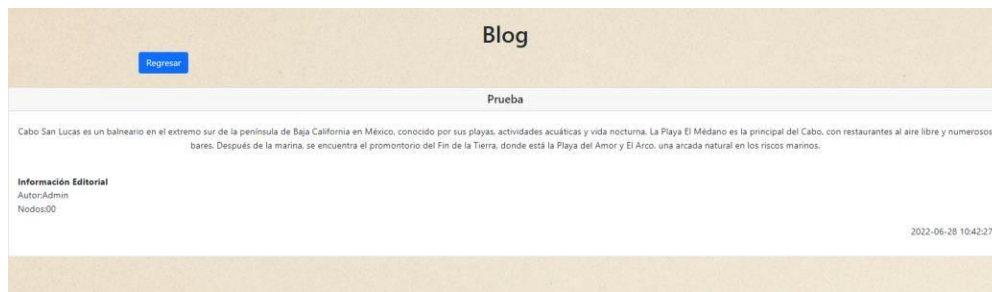 Blog
Regresar
Prueba
Cabo San Lucas es un balneario en el extremo sur de la península de Baja California en México, conocido por sus playas, actividades acuáticas y vida nocturna. La Playa El Médano es la principal del Cabo, con restaurantes al aire libre y numerosos
bares. Después de la marina, se encuentra el promontorio del Fin de la Tierra, donde está la Playa del Amor y El Arco, una arcada natural en los riscos marinos.
Información Editorial
Autor:Admin
Nodos:00
2022-06-28 10:42:27